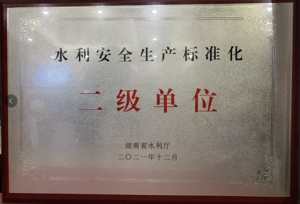 水利安全生产标准化
二级单位
湖南省水利厅
二〇二一年十二月